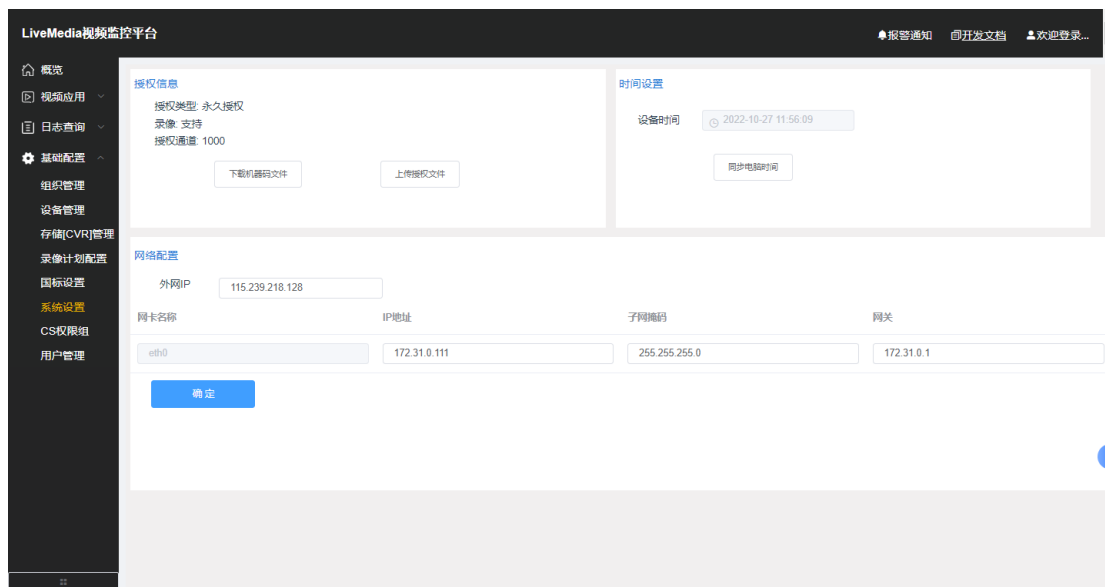 LiveMedia视频监控平台
报警通知 开发文档 欢迎登录...
概览
视频应用
日志查询
基础配置
组织管理
设备管理
存储[CVR]管理
录像计划配置
国标设置
系统设置
CS权限组
用户管理
授权信息
授权类型: 永久授权
录像: 支持
授权通道: 1000
下载机器码文件 上传授权文件
时间设置
设备时间 2022-10-27 11:56:09
同步电脑时间
网络配置
外网IP 115.239.218.128
网卡名称 IP地址 子网掩码 网关
eth0 172.31.0.111 255.255.255.0 172.31.0.1
确定